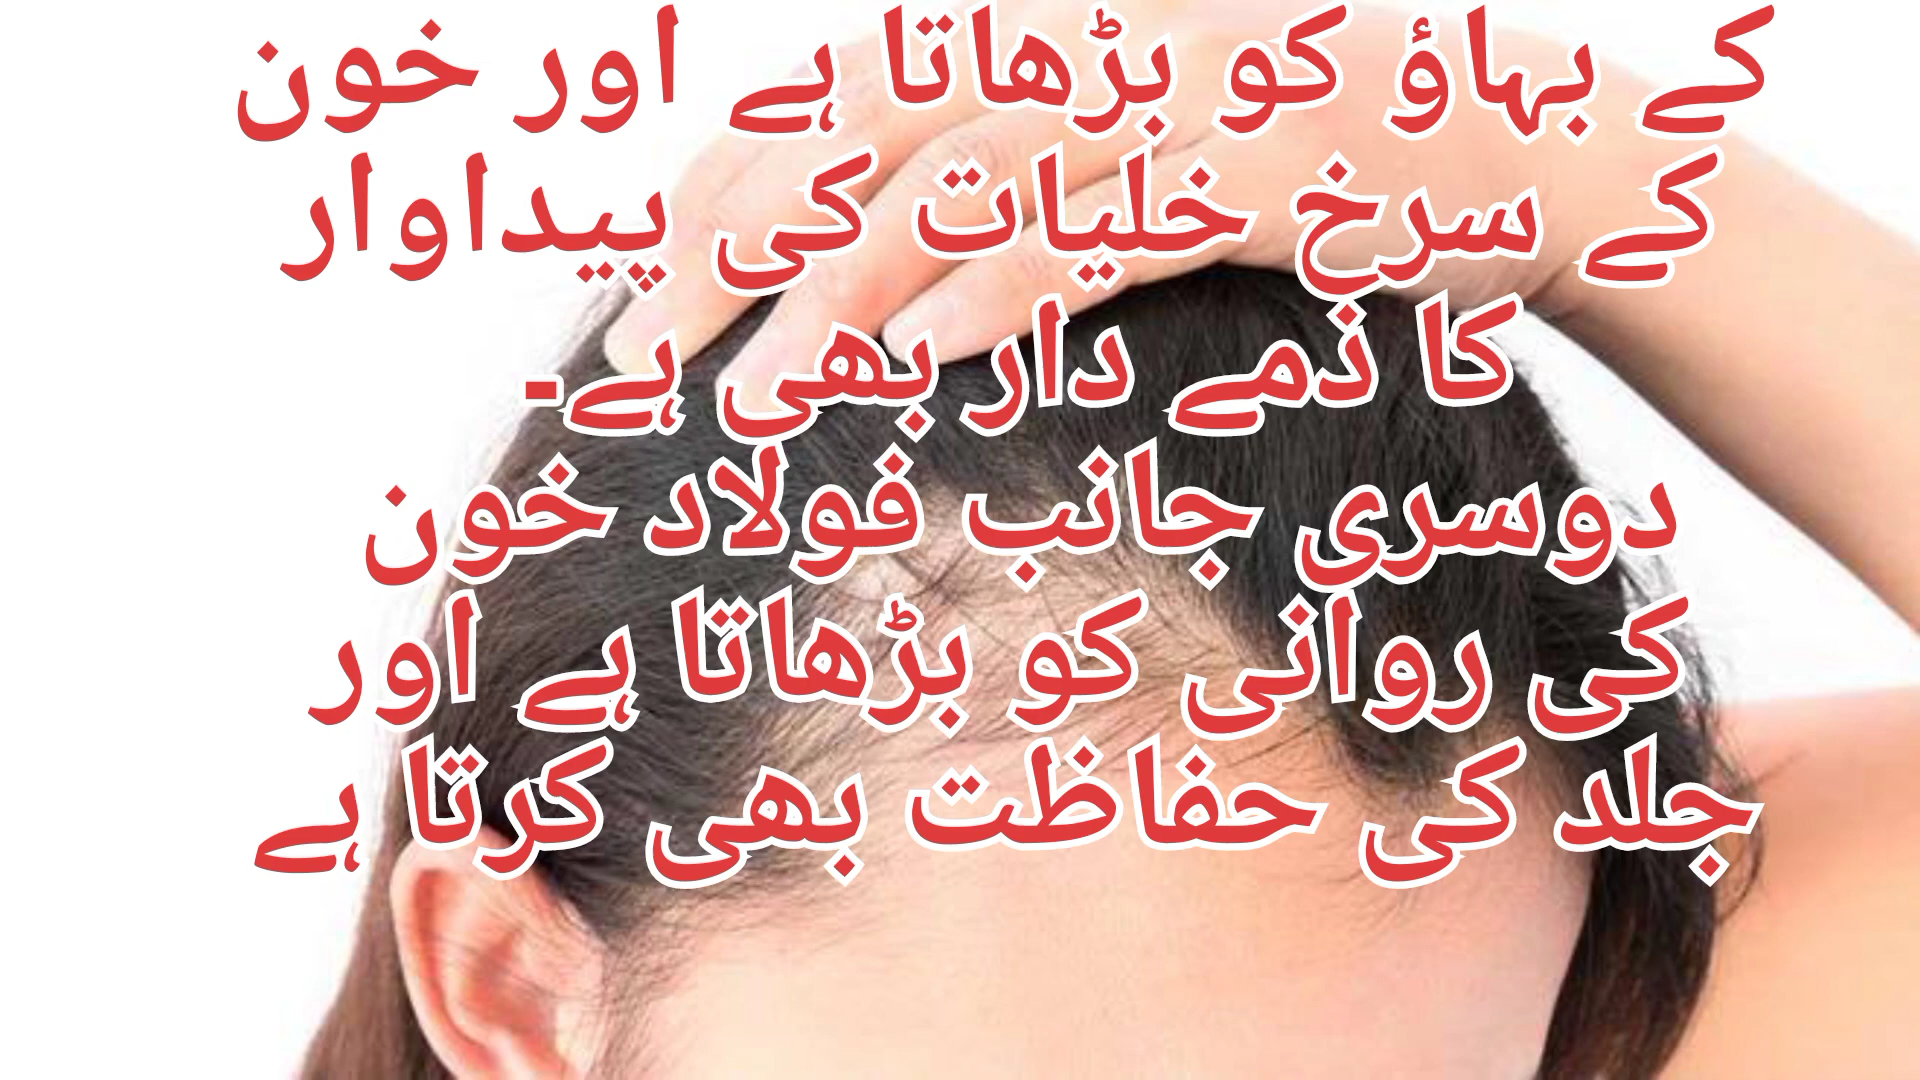 کے بہاؤ کو بڑھاتا ہے اور خون
کے سرخ خلیات کی پیداوار
کا ذمے دار بھی ہے۔
دوسری جانب فولاد خون
کی روانی کو بڑھاتا ہے اور
جلد کی حفاظت بھی کرتا ہے